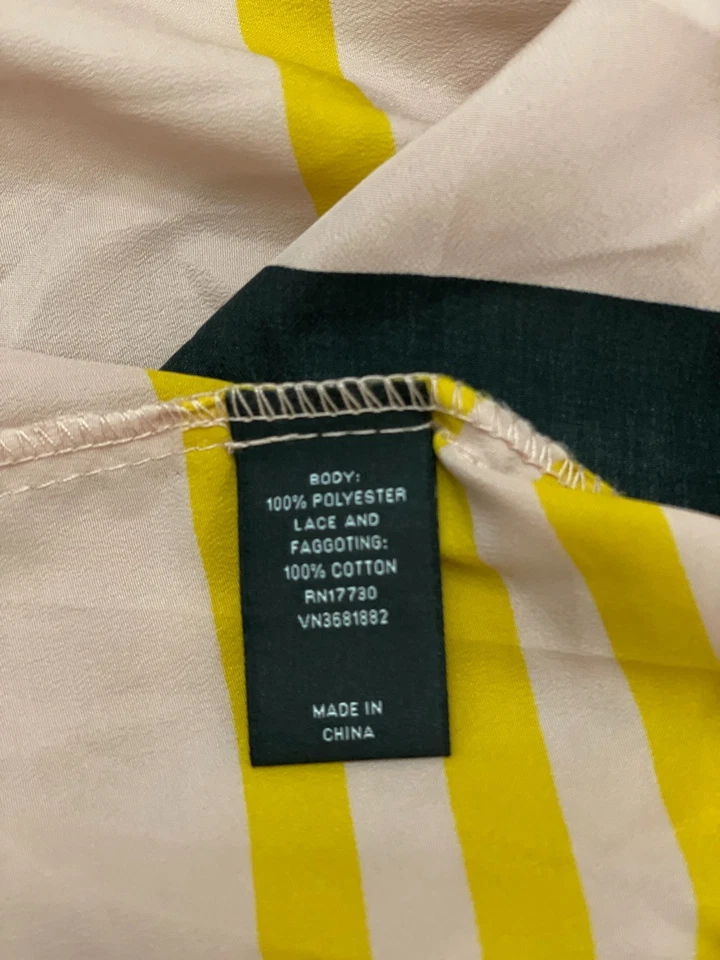 BODY:
100% POLYESTER
LACE AND
FAGGOTING:
100% COTTON
RN17730
VN3681882
MADE IN
CHINA